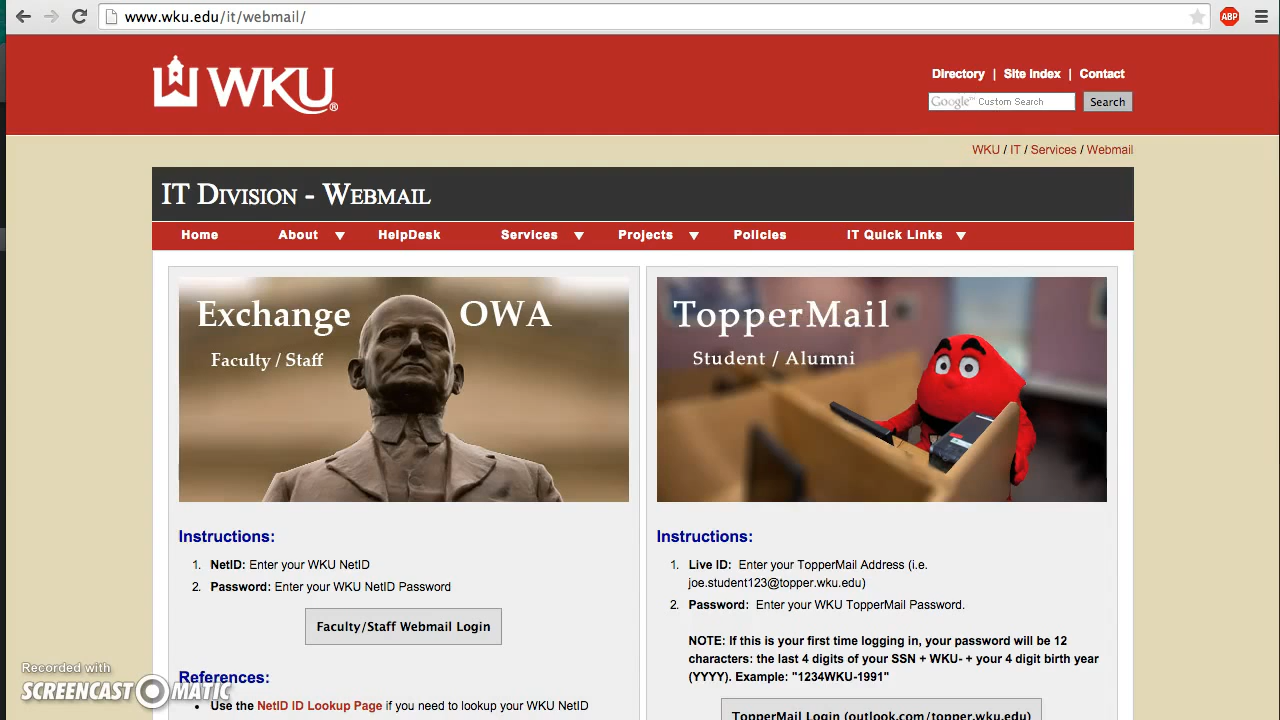 www.wku.edu/it/webmail/
ABP
WKU®
Directory | Site Index | Contact
Google™ Custom Search
Search
WKU / IT / Services / Webmail
IT Division - Webmail
Home About HelpDesk Services Projects Policies IT Quick Links
Exchange OWA
Faculty / Staff
Instructions:
1. NetID: Enter your WKU NetID
2. Password: Enter your WKU NetID Password
Faculty/Staff Webmail Login
References:
• Use the NetID ID Lookup Page if you need to lookup your WKU NetID
TopperMail
Student / Alumni
Instructions:
1. Live ID: Enter your TopperMail Address (i.e.
joe.student123@topper.wku.edu)
2. Password: Enter your WKU TopperMail Password.
NOTE: If this is your first time logging in, your password will be 12
characters: the last 4 digits of your SSN + WKU- + your 4 digit birth year
(YYYY). Example: "1234WKU-1991"
TopperMail Login (outlook.com/topper.wku.edu)
Recorded with
SCREENCAST-O-MATIC